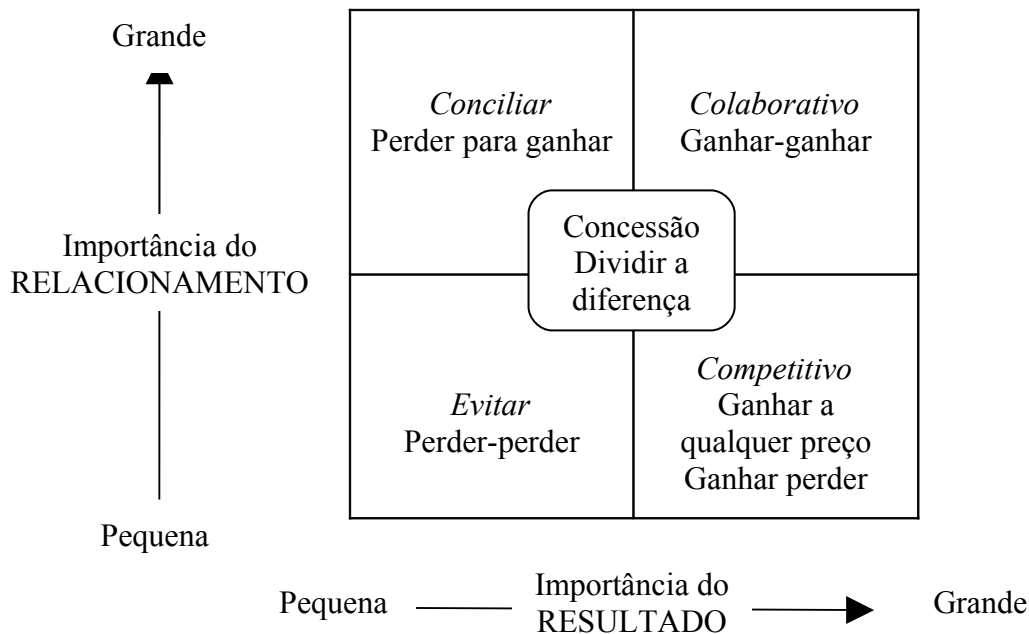 Grande
Conciliar
Perder para ganhar
Colaborativo
Ganhar-ganhar
Importância do
RELACIONAMENTO
Concessão
Dividir a
diferença
Evitar
Perder-perder
Competitivo
Ganhar a
qualquer preço
Ganhar perder
Pequena
Pequena
Importância do
RESULTADO
Grande